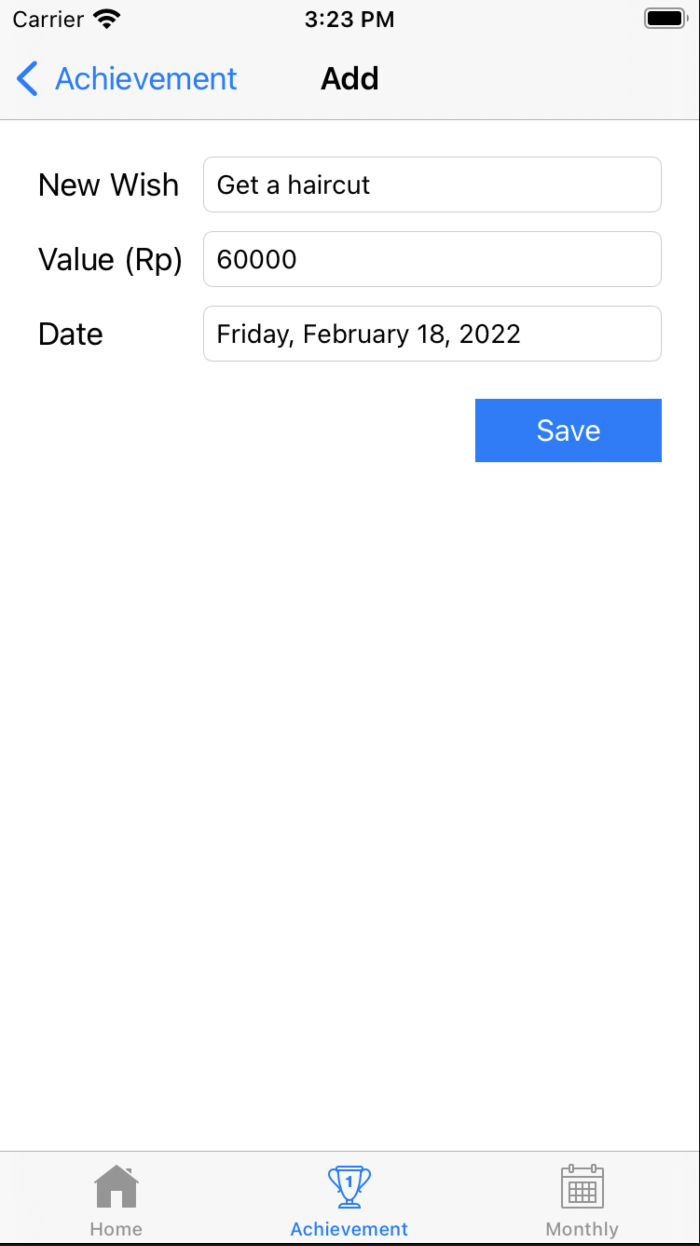 Carrier 3:23 PM
Achievement Add
New Wish Get a haircut
Value (Rp) 60000
Date Friday, February 18, 2022
Save
1
Home Achievement Monthly